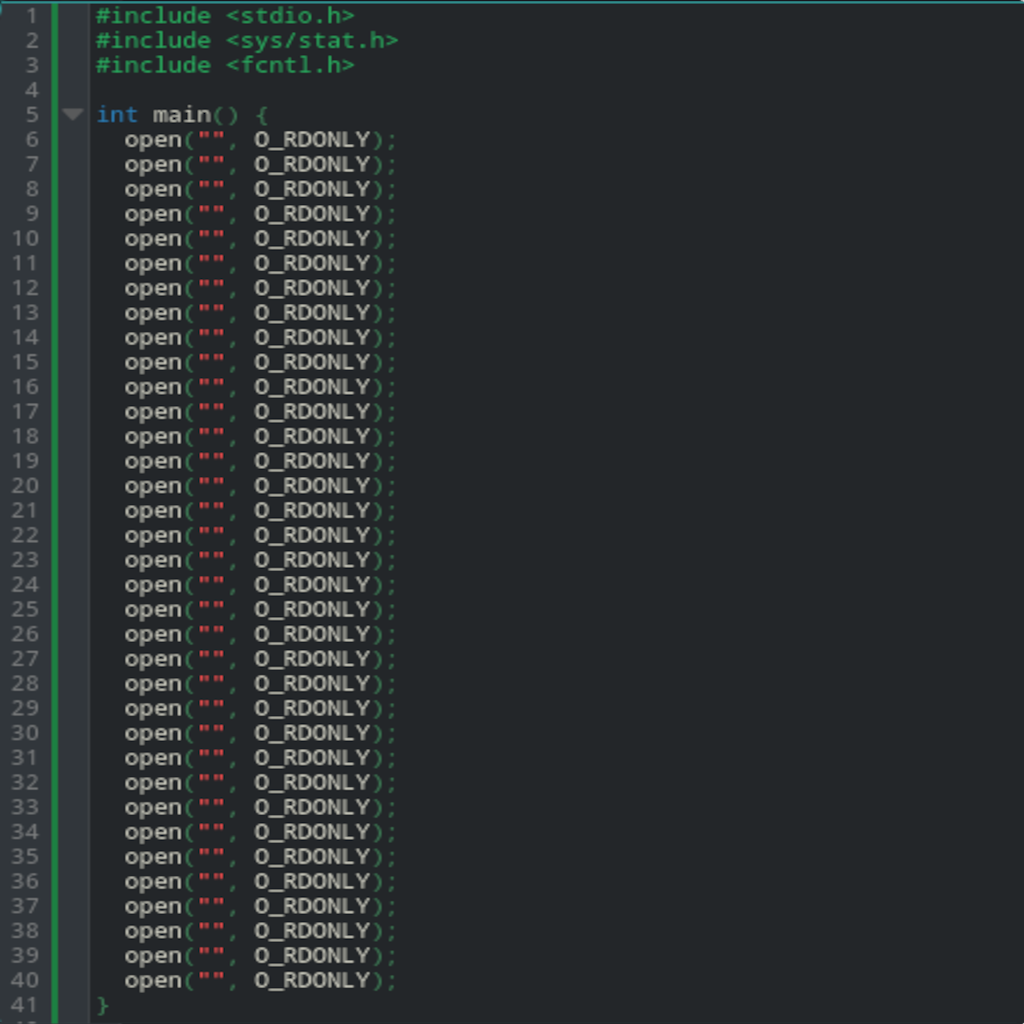 1 #include <stdio.h>
2 #include <sys/stat.h>
3 #include <fcntl.h>
4
5 int main() {
6   open("", O_RDONLY);
7   open("", O_RDONLY);
8   open("", O_RDONLY);
9   open("", O_RDONLY);
10   open("", O_RDONLY);
11   open("", O_RDONLY);
12   open("", O_RDONLY);
13   open("", O_RDONLY);
14   open("", O_RDONLY);
15   open("", O_RDONLY);
16   open("", O_RDONLY);
17   open("", O_RDONLY);
18   open("", O_RDONLY);
19   open("", O_RDONLY);
20   open("", O_RDONLY);
21   open("", O_RDONLY);
22   open("", O_RDONLY);
23   open("", O_RDONLY);
24   open("", O_RDONLY);
25   open("", O_RDONLY);
26   open("", O_RDONLY);
27   open("", O_RDONLY);
28   open("", O_RDONLY);
29   open("", O_RDONLY);
30   open("", O_RDONLY);
31   open("", O_RDONLY);
32   open("", O_RDONLY);
33   open("", O_RDONLY);
34   open("", O_RDONLY);
35   open("", O_RDONLY);
36   open("", O_RDONLY);
37   open("", O_RDONLY);
38   open("", O_RDONLY);
39   open("", O_RDONLY);
40   open("", O_RDONLY);
41 }